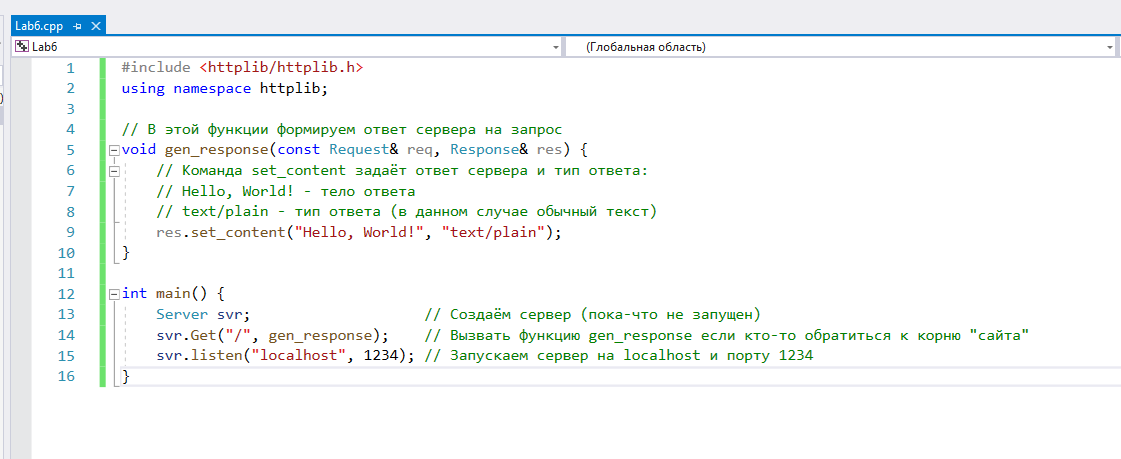 Lab6.cpp
Lab6 (Глобальная область)
1 #include <httplib/httplib.h>
2 using namespace httplib;
3
4 // В этой функции формируем ответ сервера на запрос
5 void gen_response(const Request& req, Response& res) {
6 // Команда set_content задаёт ответ сервера и тип ответа:
7 // Hello, World! - тело ответа
8 // text/plain - тип ответа (в данном случае обычный текст)
9 res.set_content("Hello, World!", "text/plain");
10 }
11
12 int main() {
13 Server svr; // Создаём сервер (пока-что не запущен)
14 svr.Get("/", gen_response); // Вызвать функцию gen_response если кто-то обратиться к корню "сайта"
15 svr.listen("localhost", 1234); // Запускаем сервер на localhost и порту 1234
16 }